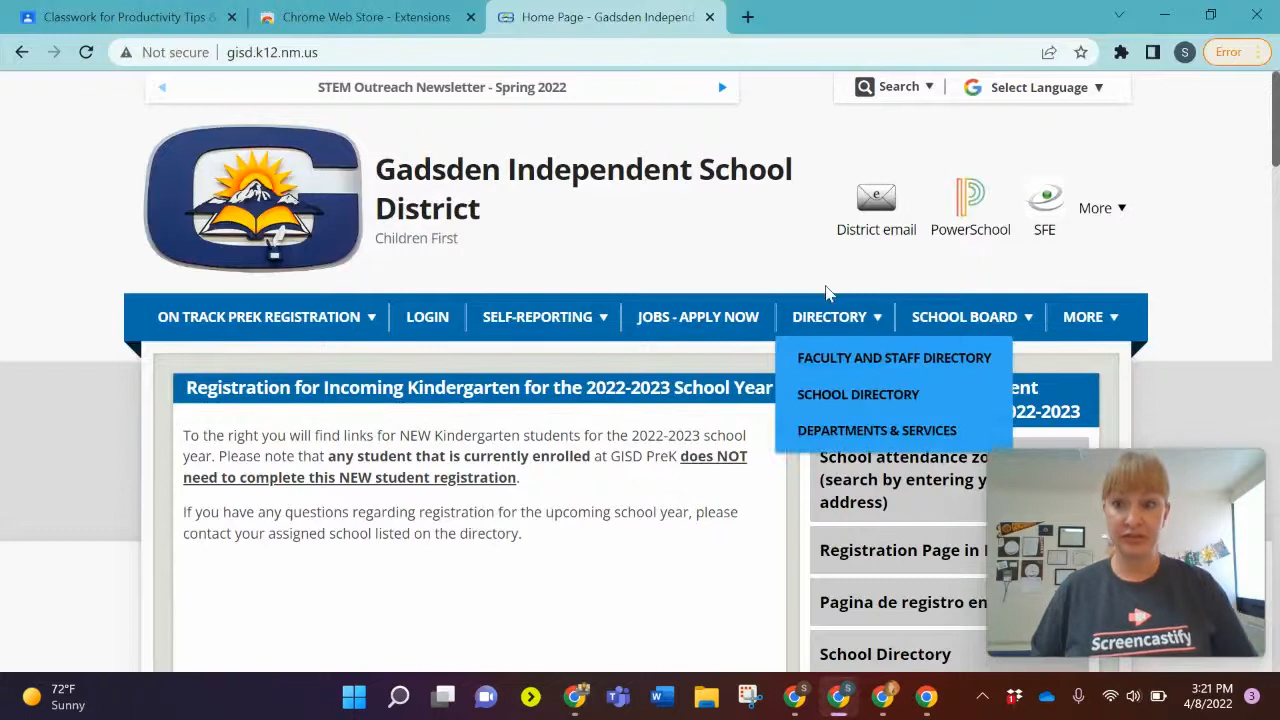 Classwork for Productivity Tips &
Chrome Web Store - Extensions
Home Page - Gadsden Independ
Not secure
gisd.k12.nm.us
S
Error
STEM Outreach Newsletter - Spring 2022
Search
Select Language
Gadsden Independent School
District
Children First
District email
PowerSchool
SFE
More
ON TRACK PREK REGISTRATION
LOGIN
SELF-REPORTING
JOBS - APPLY NOW
DIRECTORY
SCHOOL BOARD
MORE
FACULTY AND STAFF DIRECTORY
SCHOOL DIRECTORY
DEPARTMENTS & SERVICES
Registration for Incoming Kindergarten for the 2022-2023 School Year
To the right you will find links for NEW Kindergarten students for the 2022-2023 school
year. Please note that any student that is currently enrolled at GISD PreK does NOT
need to complete this NEW student registration.
If you have any questions regarding registration for the upcoming school year, please
contact your assigned school listed on the directory.
ent
022-2023
School attendance zo
(search by entering y
address)
Registration Page in
Pagina de registro en
School Directory
Screencastify
72°F
Sunny
3:21 PM
4/8/2022
3